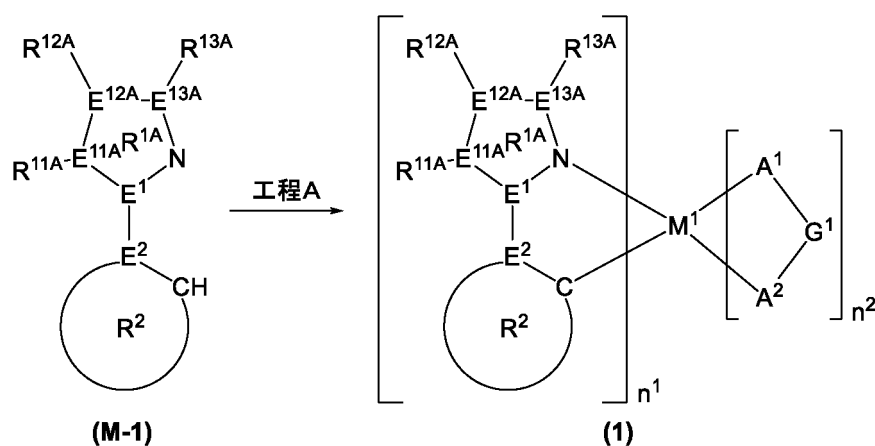 R¹²ᴬ R¹³ᴬ
E¹²ᴬ E¹³ᴬ
R¹ᴬ
R¹¹ᴬ E¹¹ᴬ N
E¹
E²
CH
R²
(M-1)
工程A
R¹²ᴬ R¹³ᴬ
E¹²ᴬ E¹³ᴬ
R¹ᴬ
R¹¹ᴬ E¹¹ᴬ N
E¹
E²
C
R²
n¹
M¹
A¹
G¹
A²
n²
(1)